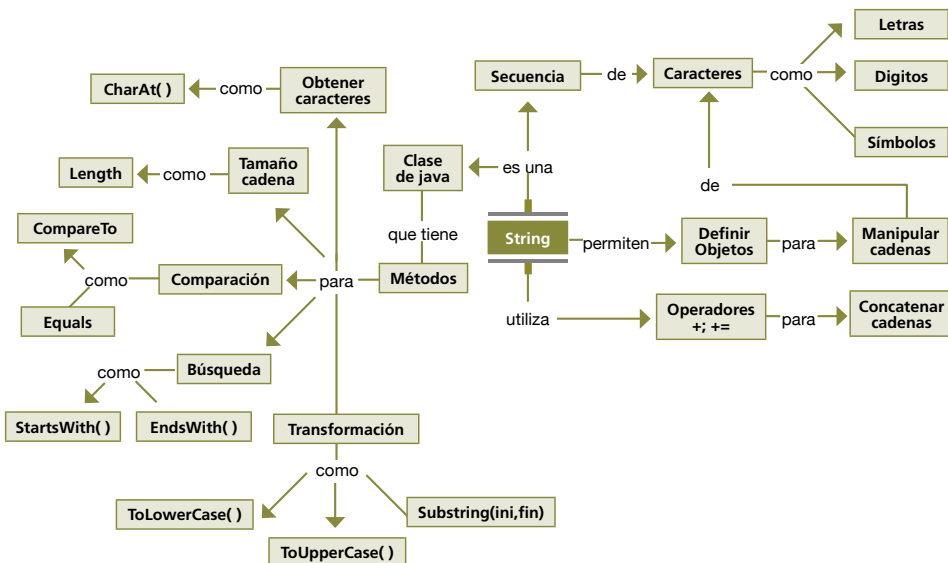 Letras
Secuencia
de
Caracteres
como
Digitos
CharAt( )
como
Obtener
caracteres
Símbolos
Length
como
Tamaño
cadena
Clase
de java
es una
de
CompareTo
que tiene
String
permiten
Definir
Objetos
para
Manipular
cadenas
como
Comparación
para
Métodos
Equals
utiliza
Operadores
+; +=
para
Concatenar
cadenas
como
Búsqueda
StartsWith( )
EndsWith( )
Transformación
como
ToLowerCase( )
Substring(ini,fin)
ToUpperCase( )